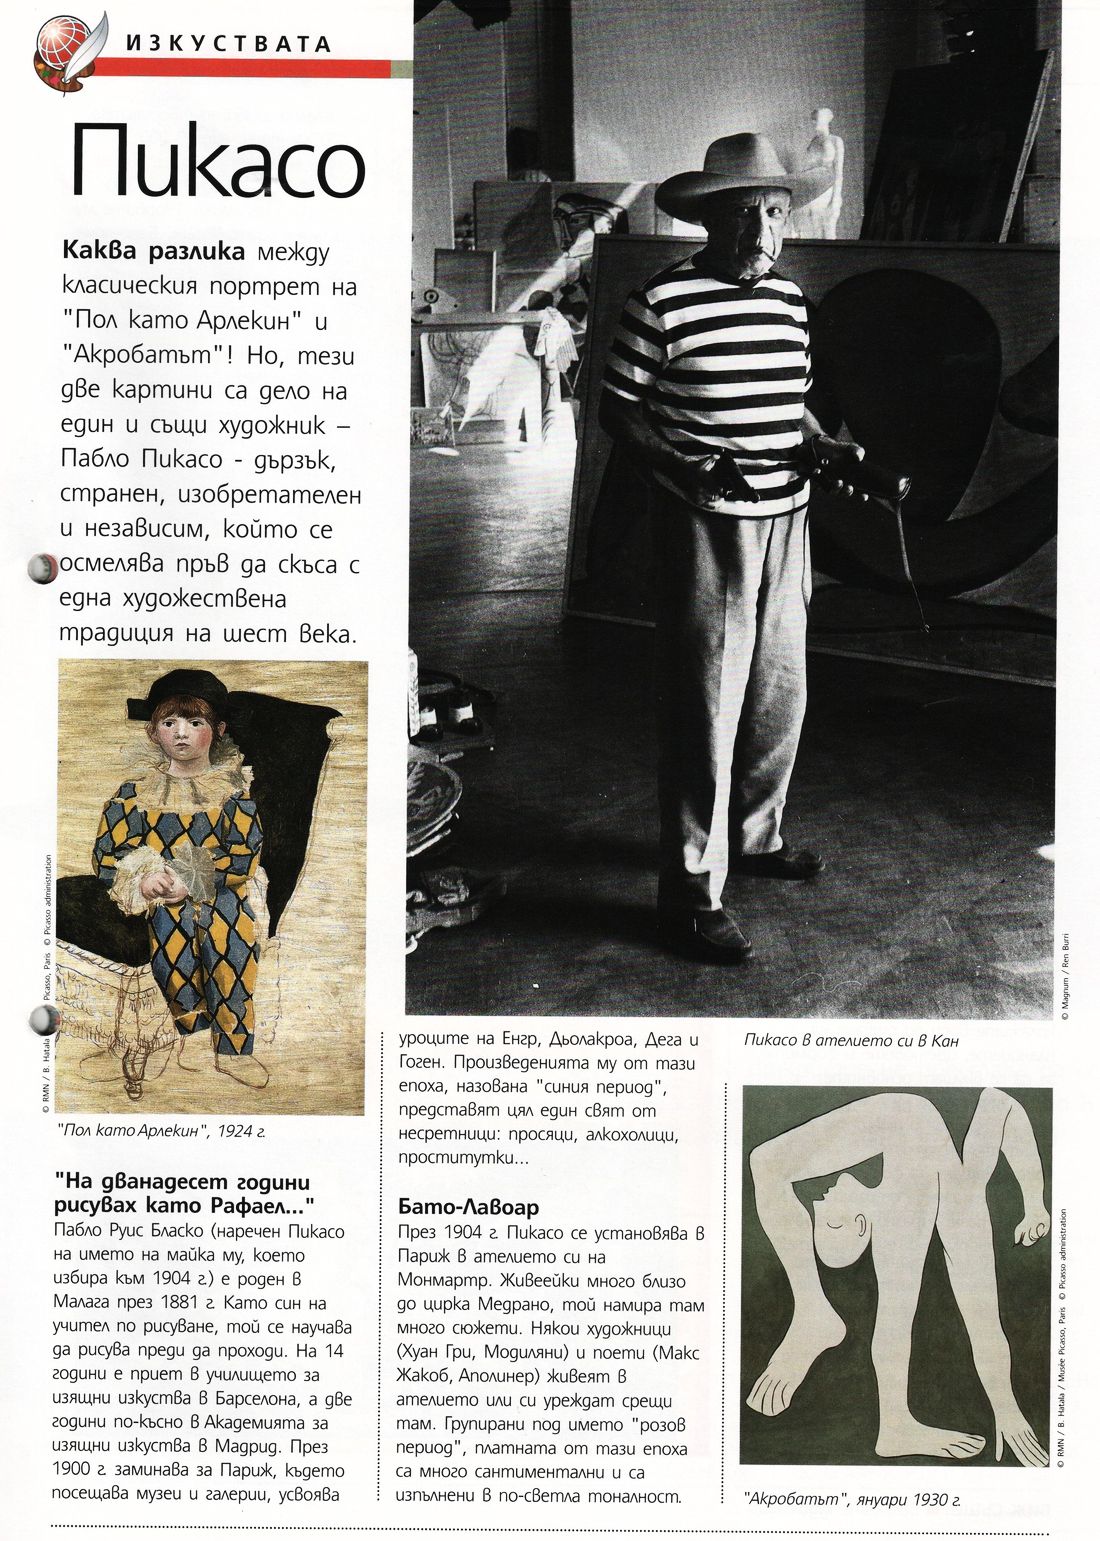 ИЗКУСТВАТА
Пикасо
Каква разлика между
класическия портрет на
"Пол като Арлекин" и
"Акробатът"! Но, тези
две картини са дело на
един и същи художник –
Пабло Пикасо - дързък,
странен, изобретателен
и независим, който се
осмелява пръв да скъса с
една художествена
традиция на шест века.
© RMN / B. Hatala Picasso, Paris © Picasso administration
"Пол като Арлекин", 1924 г.
"На дванадесет години
рисувах като Рафаел..."
Пабло Руис Бласко (наречен Пикасо
на името на майка му, което
избира към 1904 г.) е роден в
Малага през 1881 г. Като син на
учител по рисуване, той се научава
да рисува преди да проходи. На 14
години е приет в училището за
изящни изкуства в Барселона, а две
години по-късно в Академията за
изящни изкуства в Мадрид. През
1900 г. заминава за Париж, където
посещава музеи и галерии, усвоява
уроците на Енгр, Дьолакроа, Дега и
Гоген. Произведенията му от тази
епоха, назована "синия период",
представят цял един свят от
несретници: просяци, алкохолици,
проститутки...
Бато-Лавоар
През 1904 г. Пикасо се установява в
Париж в ателието си на
Монмартр. Живеейки много близо
до цирка Медрано, той намира там
много сюжети. Някои художници
(Хуан Гри, Модиляни) и поети (Макс
Жакоб, Аполинер) живеят в
ателието или си уреждат срещи
там. Групирани под името "розов
период", платната от тази епоха
са много сантиментални и са
изпълнени в по-светла тоналност.
© Magnum / Ren Burri
Пикасо в ателието си в Кан
© RMN / B. Hatala / Musée Picasso, Paris © Picasso administration
"Акробатът", януари 1930 г.